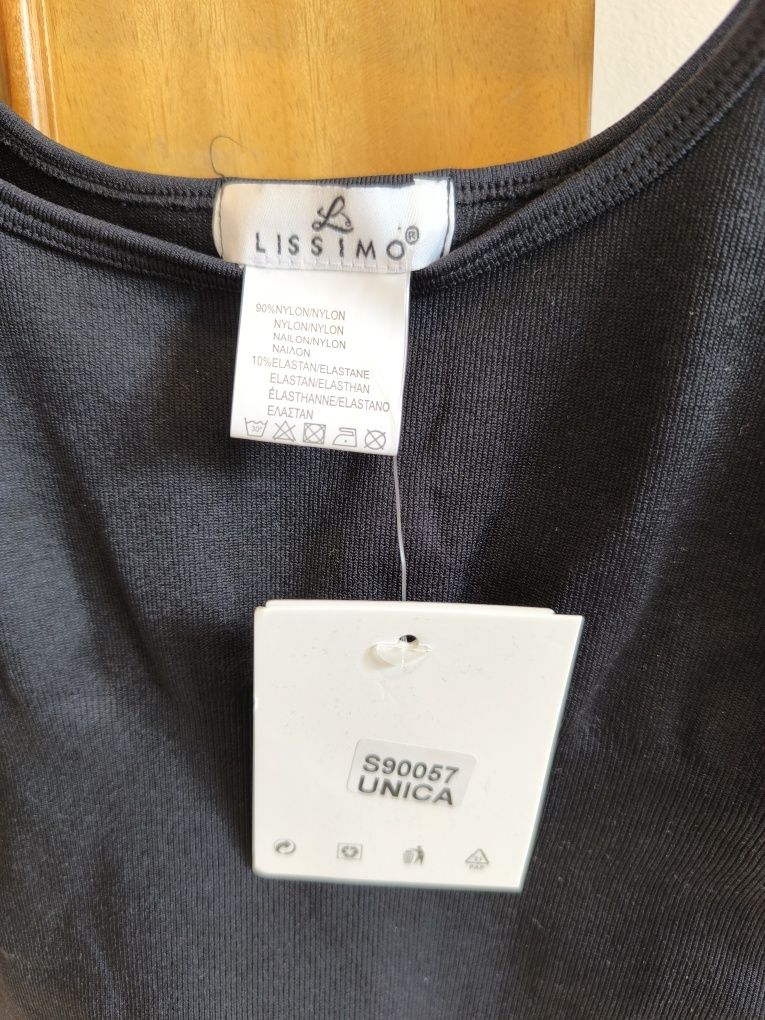 LISSIMO®
90%NYLON/NYLON
NYLON/NYLON
NAILON/NYLON
ΝΑΙΛΟΝ
10%ELASTAN/ELASTANE
ELASTAN/ELASTHAN
ÉLASTHANNE/ELASTANO
ΕΛΑΣΤΑΝ
30°
S90057
UNICA
PAP